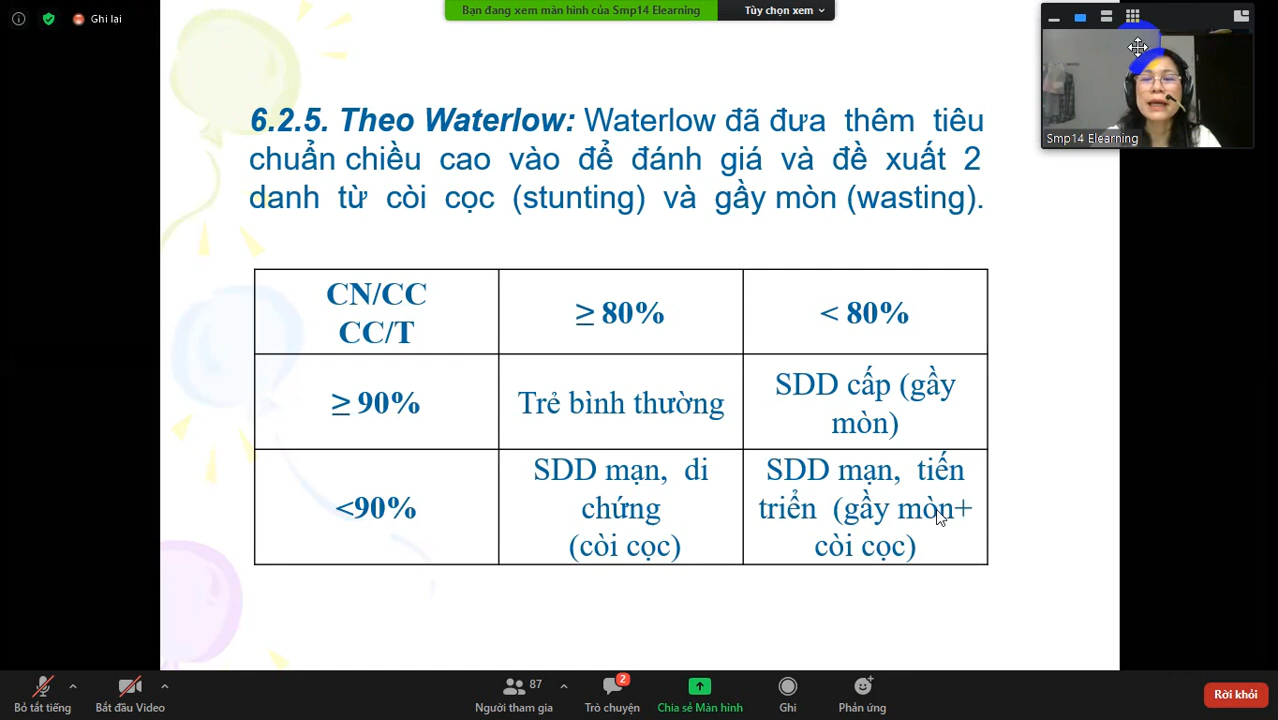 Ghi lại
Bạn đang xem màn hình của Smp14 Elearning
Tùy chọn xem
Smp14 Elearning
6.2.5. Theo Waterlow: Waterlow đã đưa thêm tiêu
chuẩn chiều cao vào để đánh giá và đề xuất 2
danh từ còi cọc (stunting) và gầy mòn (wasting).
CN/CC
CC/T
≥ 80%
< 80%
≥ 90%
Trẻ bình thường
SDD cấp (gầy
mòn)
<90%
SDD mạn, di
chứng
(còi cọc)
SDD mạn, tiến
triển (gầy mòn+
còi cọc)
Bỏ tắt tiếng
Bắt đầu Video
87
Người tham gia
2
Trò chuyện
Chia sẻ Màn hình
Ghi
Phản ứng
Rời khỏi